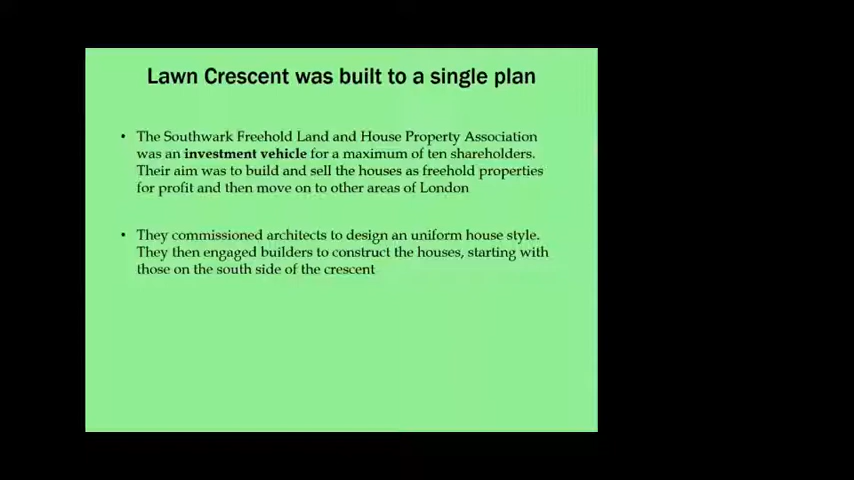 Lawn Crescent was built to a single plan
• The Southwark Freehold Land and House Property Association
was an investment vehicle for a maximum of ten shareholders.
Their aim was to build and sell the houses as freehold properties
for profit and then move on to other areas of London
• They commissioned architects to design an uniform house style.
They then engaged builders to construct the houses, starting with
those on the south side of the crescent